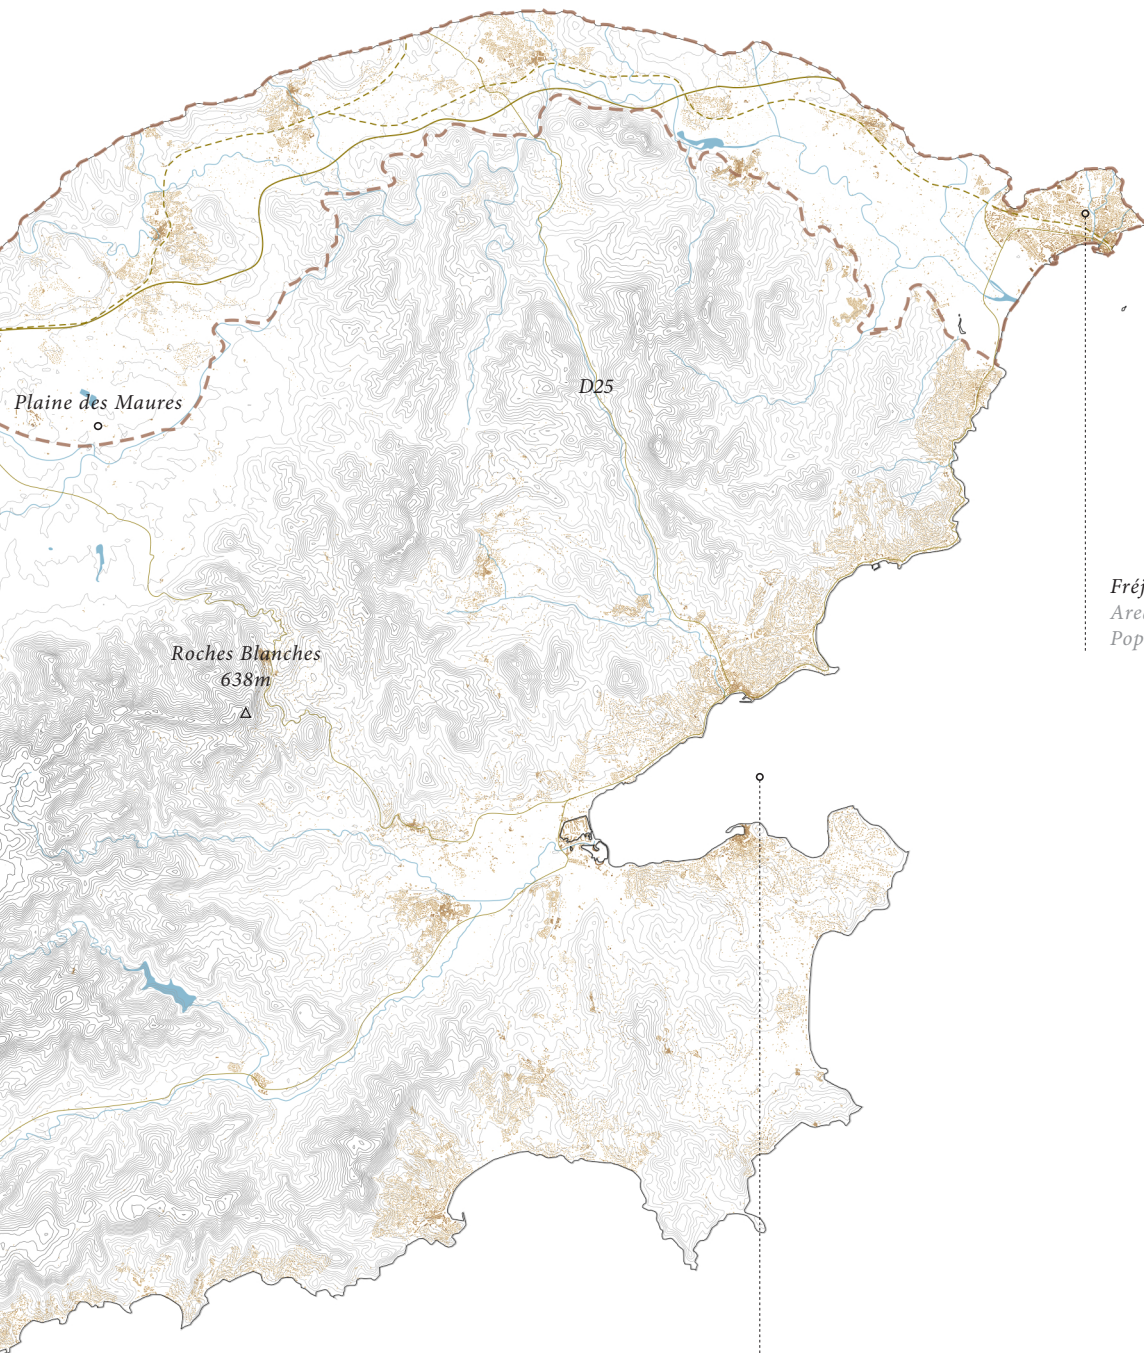 D25
Plaine des Maures
Fréj
Are
Pop
Roches Blanches
638m